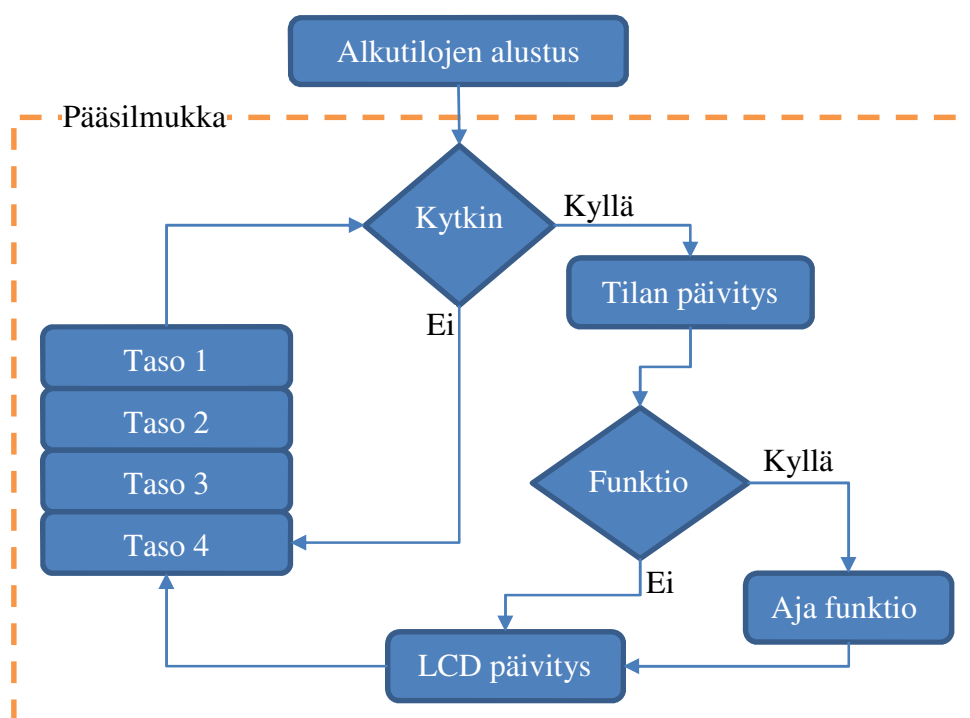 Alkutilojen alustus
Pääsilmukka
Kytkin
Kyllä
Tilan päivitys
Ei
Taso 1
Taso 2
Taso 3
Taso 4
Funktio
Kyllä
Ei
Aja funktio
LCD päivitys